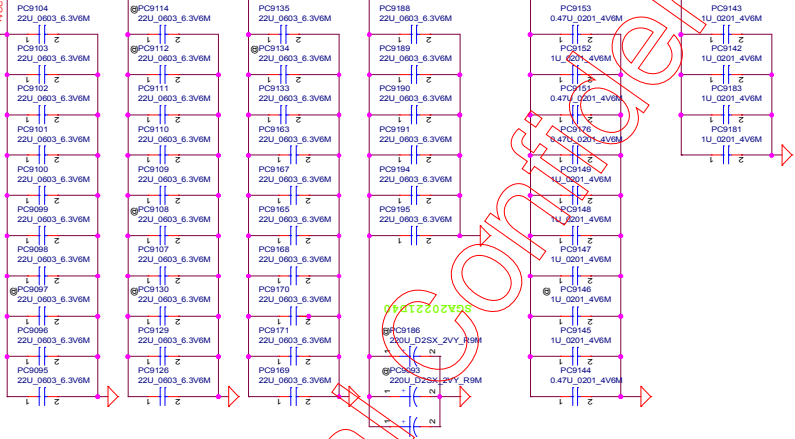 PC9104
22U_0603_6.3V6M
PC9103
22U_0603_6.3V6M
PC9102
22U_0603_6.3V6M
PC9101
22U_0603_6.3V6M
PC9100
22U_0603_6.3V6M
PC9099
22U_0603_6.3V6M
PC9098
22U_0603_6.3V6M
@PC9097
22U_0603_6.3V6M
PC9096
22U_0603_6.3V6M
PC9095
22U_0603_6.3V6M
@PC9114
22U_0603_6.3V6M
@PC9112
22U_0603_6.3V6M
PC9111
22U_0603_6.3V6M
PC9110
22U_0603_6.3V6M
PC9109
22U_0603_6.3V6M
@PC9108
22U_0603_6.3V6M
PC9107
22U_0603_6.3V6M
@PC9130
22U_0603_6.3V6M
PC9129
22U_0603_6.3V6M
PC9126
22U_0603_6.3V6M
PC9135
22U_0603_6.3V6M
@PC9134
22U_0603_6.3V6M
PC9133
22U_0603_6.3V6M
PC9163
22U_0603_6.3V6M
PC9167
22U_0603_6.3V6M
PC9165
22U_0603_6.3V6M
PC9168
22U_0603_6.3V6M
PC9170
22U_0603_6.3V6M
PC9171
22U_0603_6.3V6M
PC9169
22U_0603_6.3V6M
PC9188
22U_0603_6.3V6M
PC9189
22U_0603_6.3V6M
PC9190
22U_0603_6.3V6M
PC9191
22U_0603_6.3V6M
PC9194
22U_0603_6.3V6M
PC9195
22U_0603_6.3V6M
SGA20221D40
@PC9186
220U_D2SX_2VY_R9M
@PC9093
220U_D2SX_2VY_R9M
PC9153
0.47U_0201_4V6M
PC9152
1U_0201_4V6M
PC9151
0.47U_0201_4V6M
PC9176
0.47U_0201_4V6M
PC9149
1U_0201_4V6M
PC9148
1U_0201_4V6M
PC9147
1U_0201_4V6M
@PC9146
1U_0201_4V6M
PC9145
1U_0201_4V6M
PC9144
0.47U_0201_4V6M
PC9143
1U_0201_4V6M
PC9142
1U_0201_4V6M
PC9183
1U_0201_4V6M
PC9181
1U_0201_4V6M
Confider